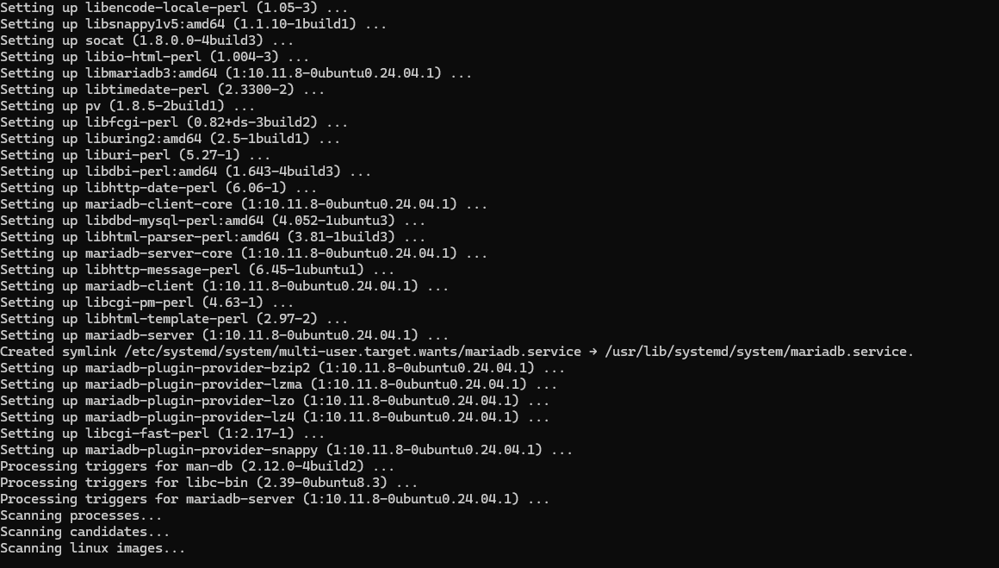 Setting up libencode-locale-perl (1.05-3) ...
Setting up libsnappy1v5:amd64 (1.1.10-1build1) ...
Setting up socat (1.8.0.0-4build3) ...
Setting up libio-html-perl (1.004-3) ...
Setting up libmariadb3:amd64 (1:10.11.8-0ubuntu0.24.04.1) ...
Setting up libtimedate-perl (2.3300-2) ...
Setting up pv (1.8.5-2build1) ...
Setting up libfcgi-perl (0.82+ds-3build2) ...
Setting up liburing2:amd64 (2.5-1build1) ...
Setting up liburi-perl (5.27-1) ...
Setting up libdbi-perl:amd64 (1.643-4build3) ...
Setting up libhttp-date-perl (6.06-1) ...
Setting up mariadb-client-core (1:10.11.8-0ubuntu0.24.04.1) ...
Setting up libdbd-mysql-perl:amd64 (4.052-1ubuntu3) ...
Setting up libhtml-parser-perl:amd64 (3.81-1build3) ...
Setting up mariadb-server-core (1:10.11.8-0ubuntu0.24.04.1) ...
Setting up libhttp-message-perl (6.45-1ubuntu1) ...
Setting up mariadb-client (1:10.11.8-0ubuntu0.24.04.1) ...
Setting up libcgi-pm-perl (4.63-1) ...
Setting up libhtml-template-perl (2.97-2) ...
Setting up mariadb-server (1:10.11.8-0ubuntu0.24.04.1) ...
Created symlink /etc/systemd/system/multi-user.target.wants/mariadb.service → /usr/lib/systemd/system/mariadb.service.
Setting up mariadb-plugin-provider-bzip2 (1:10.11.8-0ubuntu0.24.04.1) ...
Setting up mariadb-plugin-provider-lzma (1:10.11.8-0ubuntu0.24.04.1) ...
Setting up mariadb-plugin-provider-lzo (1:10.11.8-0ubuntu0.24.04.1) ...
Setting up mariadb-plugin-provider-lz4 (1:10.11.8-0ubuntu0.24.04.1) ...
Setting up libcgi-fast-perl (1:2.17-1) ...
Setting up mariadb-plugin-provider-snappy (1:10.11.8-0ubuntu0.24.04.1) ...
Processing triggers for man-db (2.12.0-4build2) ...
Processing triggers for libc-bin (2.39-0ubuntu8.3) ...
Processing triggers for mariadb-server (1:10.11.8-0ubuntu0.24.04.1) ...
Scanning processes...
Scanning candidates...
Scanning linux images...